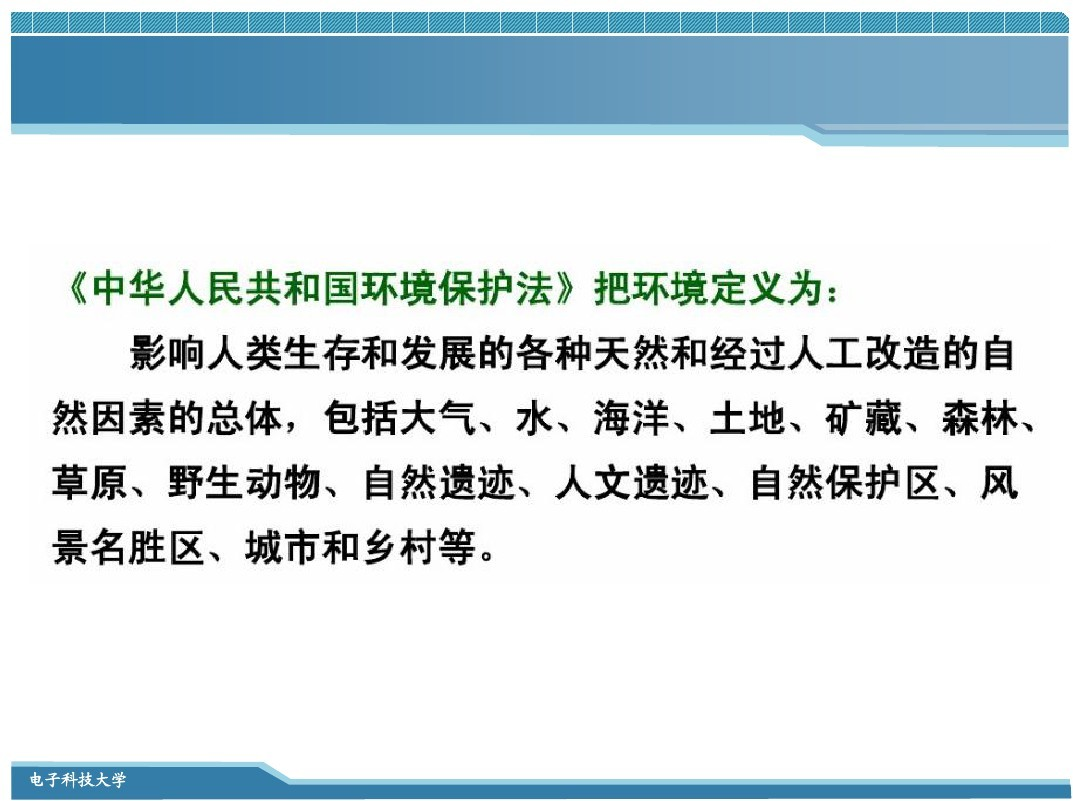 《中华人民共和国环境保护法》把环境定义为：
影响人类生存和发展的各种天然和经过人工改造的自
然因素的总体，包括大气、水、海洋、土地、矿藏、森林、
草原、野生动物、自然遗迹、人文遗迹、自然保护区、风
景名胜区、城市和乡村等。
电子科技大学